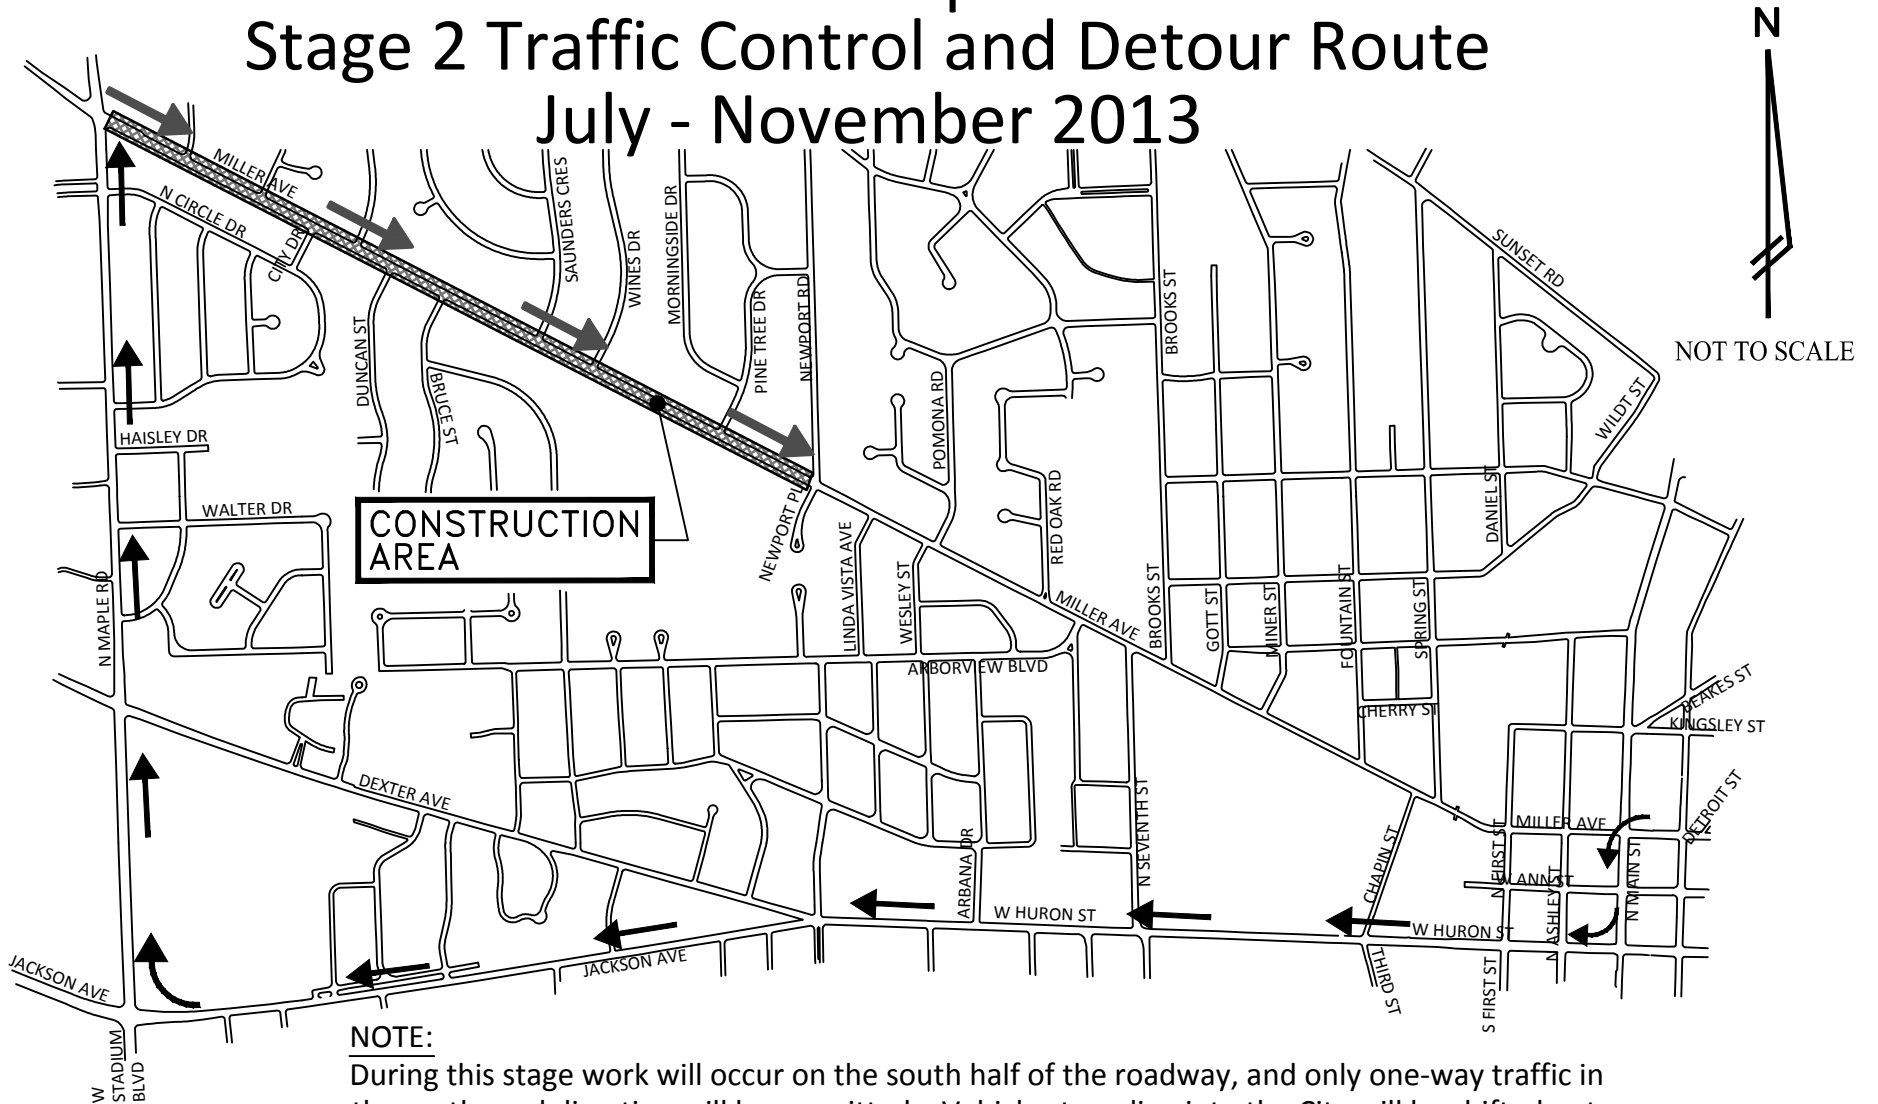 Stage 2 Traffic Control and Detour Route
July - November 2013
N
NOT TO SCALE
MILLER AVE
N CIRCLE DR
CITY DR
SAUNDERS CRES
WINES DR
MORNINGSIDE DR
PINE TREE DR
NEWPORT RD
BROOKS ST
SUNSET RD
WILDT ST
DUNCAN ST
BRUCE ST
HAISLEY DR
WALTER DR
POMONA RD
RED OAK RD
DANIEL ST
CONSTRUCTION
AREA
NEWPORT PL
LINDA VISTA AVE
WESLEY ST
N MAPLE RD
MILLER AVE
BROOKS ST
GOTT ST
MINER ST
FOUNTAIN ST
SPRING ST
ARBORVIEW BLVD
CHERRY ST
BEAKES ST
KINGSLEY ST
DEXTER AVE
N SEVENTH ST
ARBANA DR
CHAPIN ST
N FIRST ST
MILLER AVE
DETROIT ST
W ANN ST
N ASHLEY ST
N MAIN ST
W HURON ST
W HURON ST
JACKSON AVE
JACKSON AVE
THIRD ST
S FIRST ST
W
STADIUM
BLVD
NOTE:
During this stage work will occur on the south half of the roadway, and only one-way traffic in